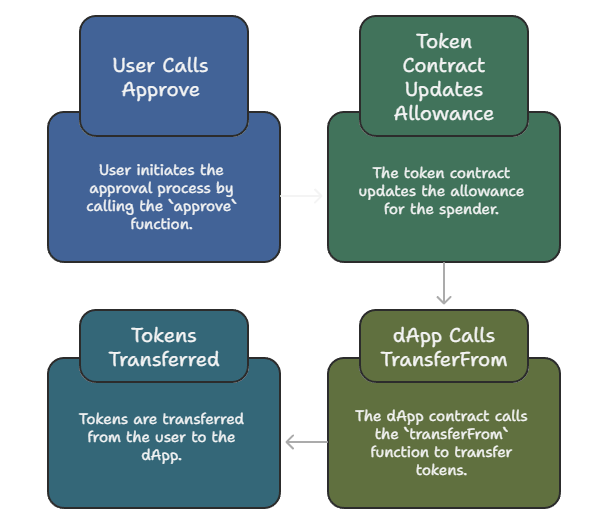 User Calls
Approve
User initiates the
approval process by
calling the `approve`
function.
Token
Contract
Updates
Allowance
The token contract
updates the allowance
for the spender.
dApp Calls
TransferFrom
The dApp contract calls
the `transferFrom`
function to transfer
tokens.
Tokens
Transferred
Tokens are transferred
from the user to the
dApp.